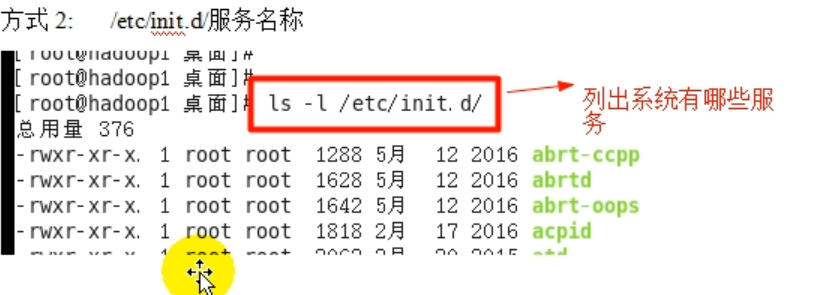 方式 2: /etc/init.d/服务名称
[ root@hadoop1 桌面]#
[ root@hadoop1 桌面]#
[ root@hadoop1 桌面]# ls -l /etc/init.d/
列出系统有哪些服
务
总用量 376
-rwxr-xr-x. 1 root root 1288 5月 12 2016 abrt-ccpp
-rwxr-xr-x. 1 root root 1628 5月 12 2016 abrtd
-rwxr-xr-x. 1 root root 1642 5月 12 2016 abrt-oops
-rwxr-xr-x. 1 root root 1818 2月 17 2016 acpid